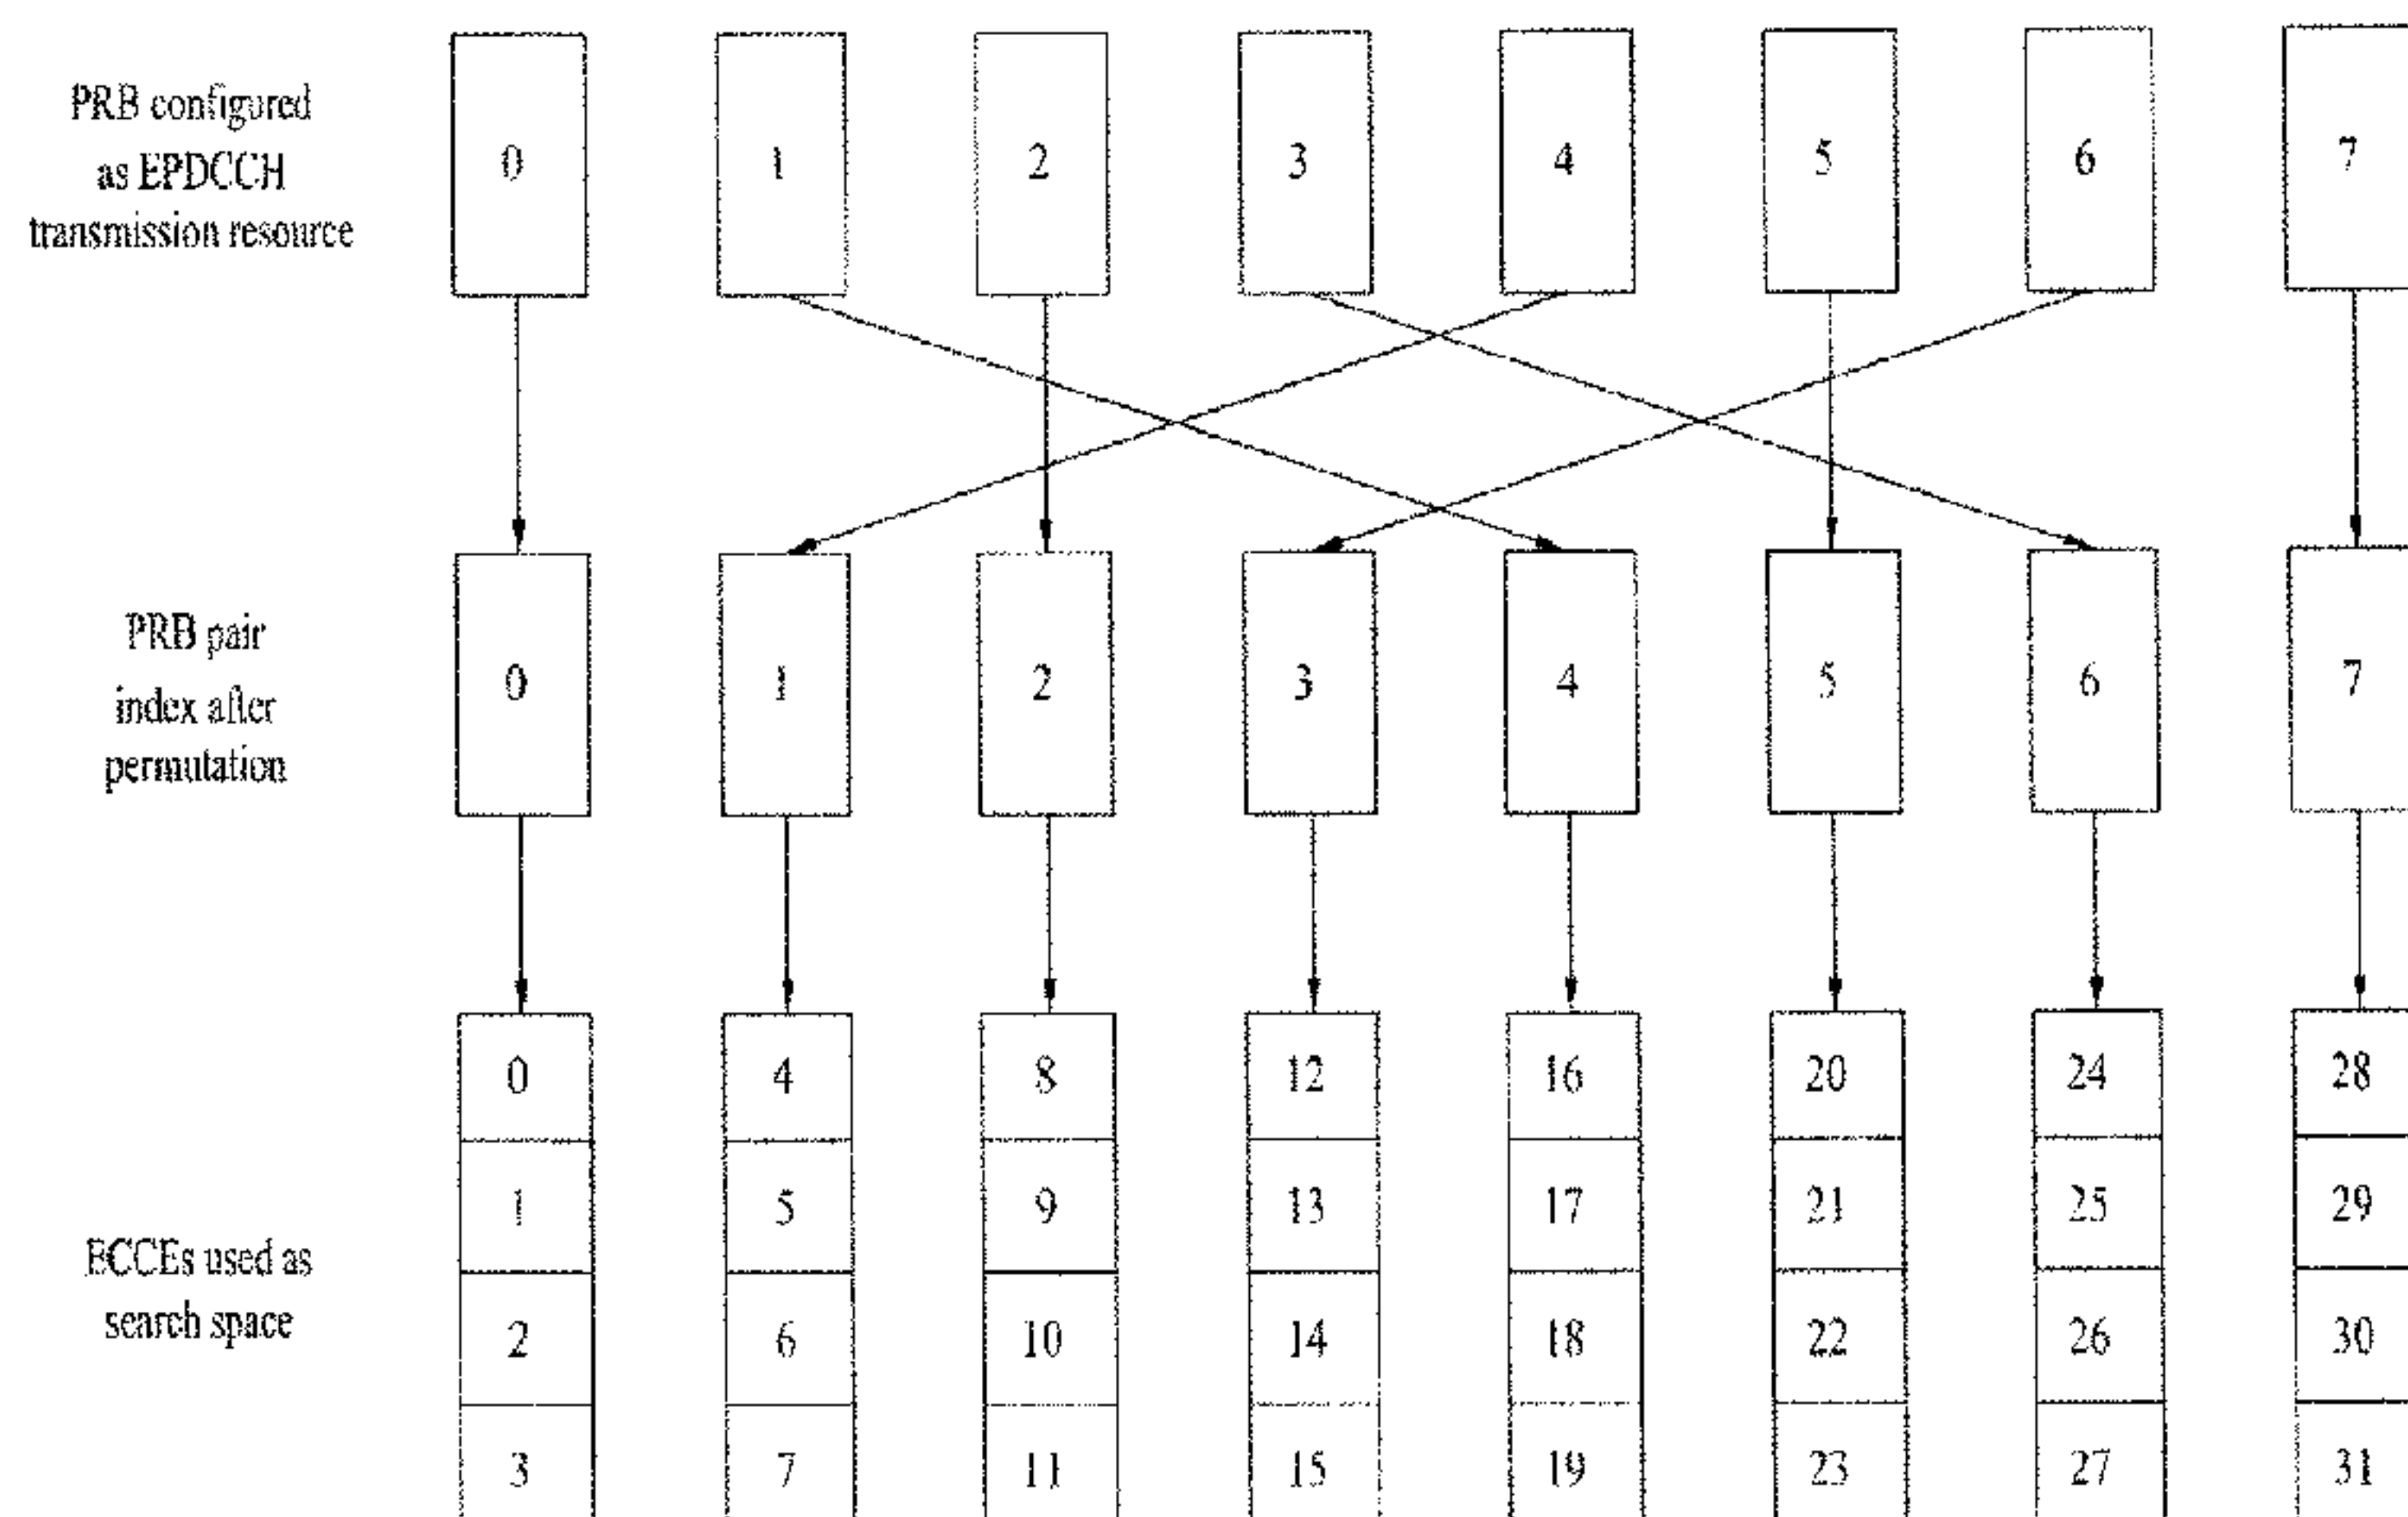 PRB configured
as EPDCCH
transmission resource
0 1 2 3 4 5 6 7
PRB pair
index after
permutation
0 1 2 3 4 5 6 7
ECCEs used as
search space
0 4 8 12 16 20 24 28
1 5 9 13 17 21 25 29
2 6 10 14 18 22 26 30
3 7 11 15 19 23 27 31